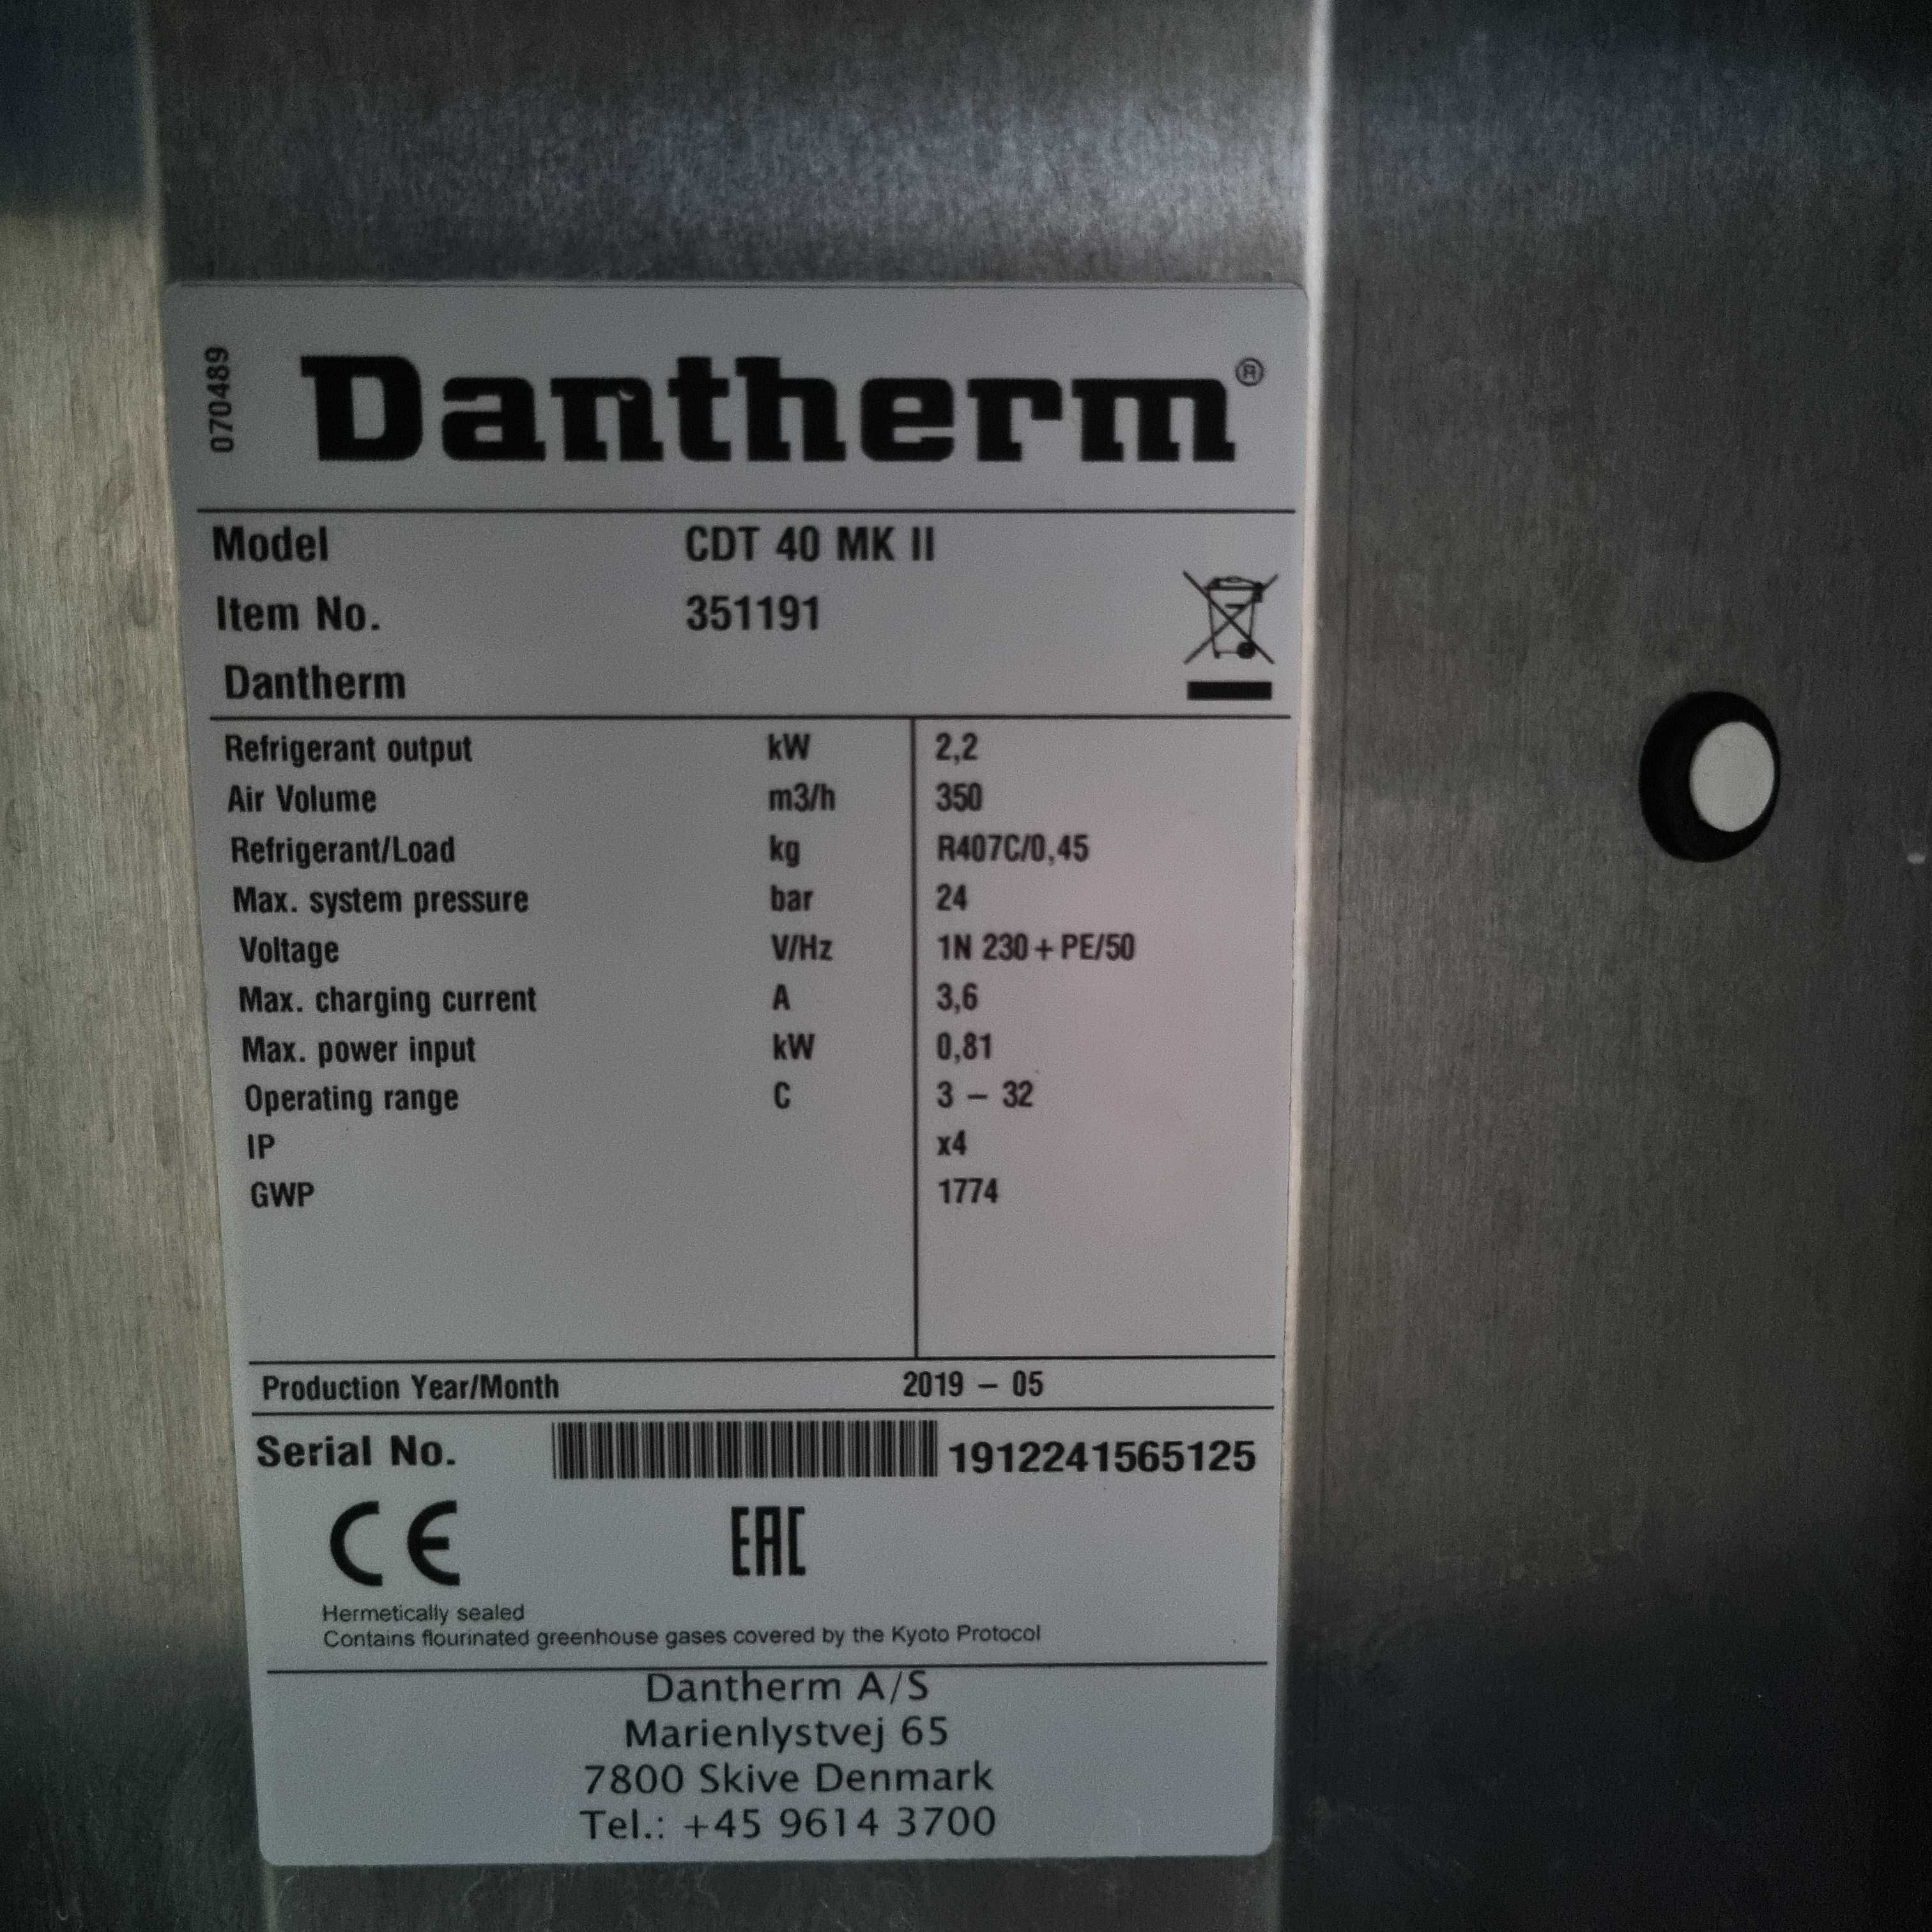 070489
Dantherm®
Model CDT 40 MK II
Item No. 351191
Dantherm
Refrigerant output kW 2,2
Air Volume m3/h 350
Refrigerant/Load kg R407C/0,45
Max. system pressure bar 24
Voltage V/Hz 1N 230 + PE/50
Max. charging current A 3,6
Max. power input kW 0,81
Operating range C 3 – 32
IP x4
GWP 1774
Production Year/Month 2019 – 05
Serial No. 1912241565125
CE EAC
Hermetically sealed
Contains flourinated greenhouse gases covered by the Kyoto Protocol
Dantherm A/S
Marienlystvej 65
7800 Skive Denmark
Tel.: +45 9614 3700